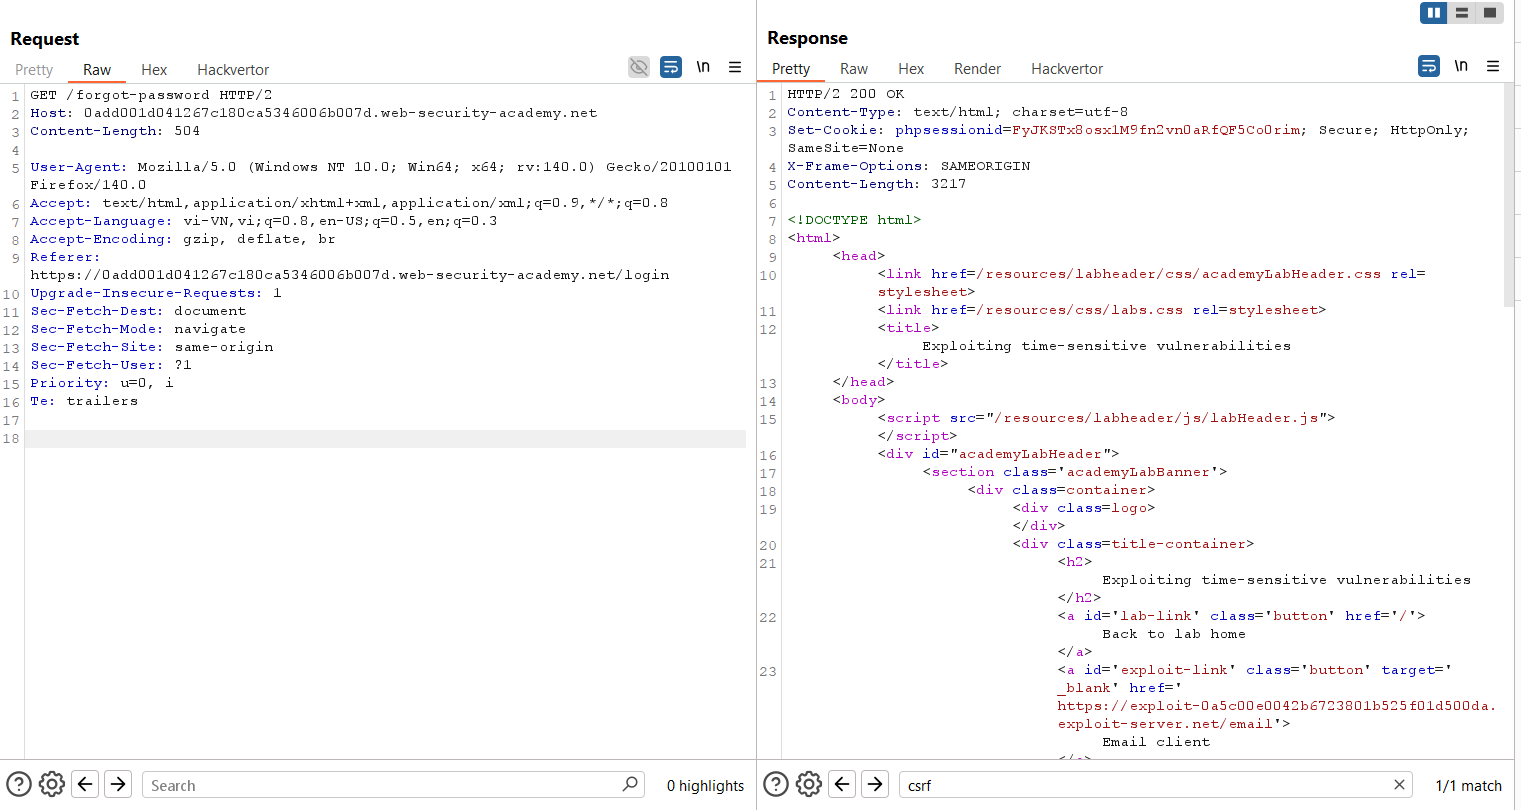 Request
Pretty Raw Hex Hackvertor \n
1 GET /forgot-password HTTP/2
2 Host: 0add001d041267c180ca5346006b007d.web-security-academy.net
3 Content-Length: 504
4
5 User-Agent: Mozilla/5.0 (Windows NT 10.0; Win64; x64; rv:140.0) Gecko/20100101
Firefox/140.0
6 Accept: text/html,application/xhtml+xml,application/xml;q=0.9,*/*;q=0.8
7 Accept-Language: vi-VN,vi;q=0.8,en-US;q=0.5,en;q=0.3
8 Accept-Encoding: gzip, deflate, br
9 Referer:
https://0add001d041267c180ca5346006b007d.web-security-academy.net/login
10 Upgrade-Insecure-Requests: 1
11 Sec-Fetch-Dest: document
12 Sec-Fetch-Mode: navigate
13 Sec-Fetch-Site: same-origin
14 Sec-Fetch-User: ?1
15 Priority: u=0, i
16 Te: trailers
17
18
Search 0 highlights
Response
Pretty Raw Hex Render Hackvertor \n
1 HTTP/2 200 OK
2 Content-Type: text/html; charset=utf-8
3 Set-Cookie: phpsessionid=FyJKSTx8osx1M9fn2vn0aRfQF5Co0rim; Secure; HttpOnly;
SameSite=None
4 X-Frame-Options: SAMEORIGIN
5 Content-Length: 3217
6
7 <!DOCTYPE html>
8 <html>
9 <head>
10 <link href=/resources/labheader/css/academyLabHeader.css rel=
stylesheet>
11 <link href=/resources/css/labs.css rel=stylesheet>
12 <title>
Exploiting time-sensitive vulnerabilities
</title>
13 </head>
14 <body>
15 <script src="/resources/labheader/js/labHeader.js">
</script>
16 <div id="academyLabHeader">
17 <section class='academyLabBanner'>
18 <div class=container>
19 <div class=logo>
</div>
20 <div class=title-container>
21 <h2>
Exploiting time-sensitive vulnerabilities
</h2>
22 <a id='lab-link' class='button' href='/'>
Back to lab home
</a>
23 <a id='exploit-link' class='button' target='
_blank' href='
https://exploit-0a5c00e0042b6723801b525f01d500da.
exploit-server.net/email'>
Email client
</a>
csrf 1/1 match